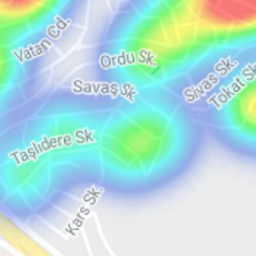 Vatan Cd.
Ordu Sk.
Savaş Sk.
Sivas Sk.
Tokat Sk.
Taşlıdere Sk.
Kars Sk.